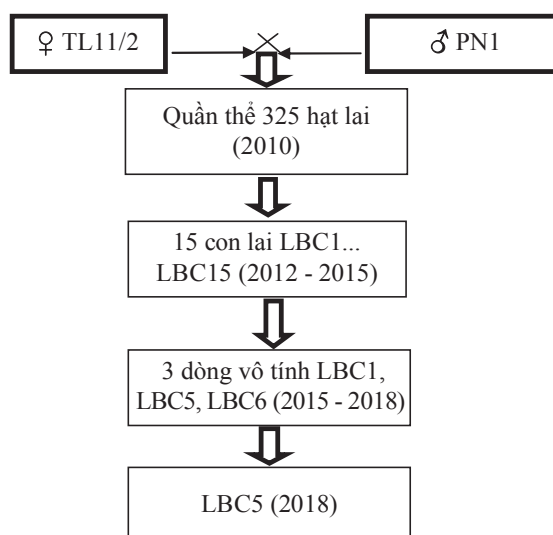 ♀ TL11/2
♂ PN1
Quần thể 325 hạt lai
(2010)
15 con lai LBC1...
LBC15 (2012 - 2015)
3 dòng vô tính LBC1,
LBC5, LBC6 (2015 - 2018)
LBC5 (2018)